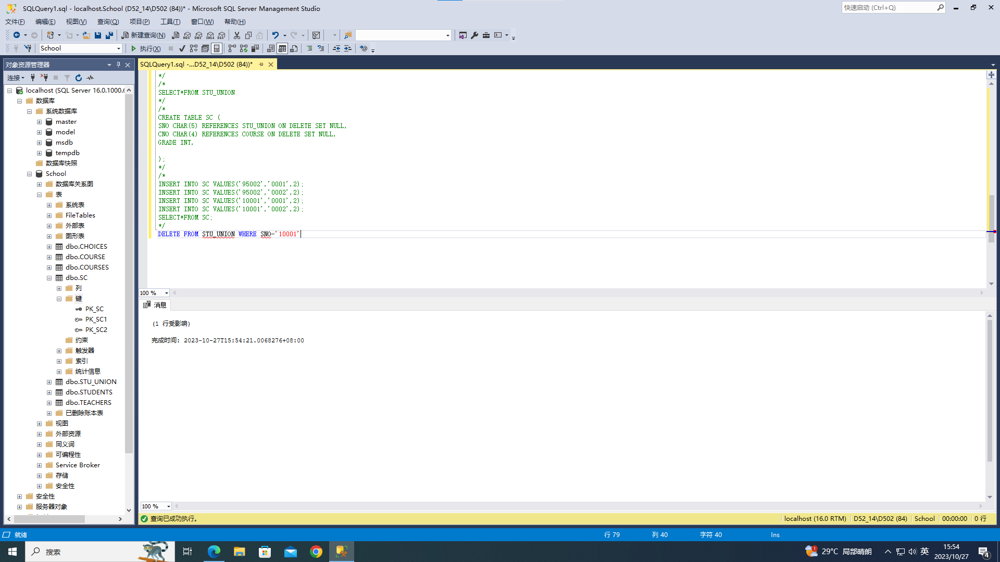 SQLQuery1.sql - localhost.School (D52_14\D502 (84))* - Microsoft SQL Server Management Studio
快速启动 (Ctrl+Q)
文件(F) 编辑(E) 视图(V) 查询(Q) 项目(P) 工具(T) 窗口(W) 帮助(H)
新建查询(N) MDX DMX XMLA DAX
School 执行(X)
对象资源管理器
连接
localhost (SQL Server 16.0.1000.6
数据库
系统数据库
master
model
msdb
tempdb
数据库快照
School
数据库关系图
表
系统表
FileTables
外部表
图形表
dbo.CHOICES
dbo.COURSE
dbo.COURSES
dbo.SC
列
键
PK_SC
PK_SC1
PK_SC2
约束
触发器
索引
统计信息
dbo.STU_UNION
dbo.STUDENTS
dbo.TEACHERS
已删除账本表
视图
外部资源
同义词
可编程性
Service Broker
存储
安全性
安全性
服务器对象
SQLQuery1.sql -...D52_14\D502 (84))*
*/
/*
SELECT*FROM STU_UNION
*/
/*
CREATE TABLE SC (
SNO CHAR(5) REFERENCES STU_UNION ON DELETE SET NULL,
CNO CHAR(4) REFERENCES COURSE ON DELETE SET NULL,
GRADE INT,
);
*/
/*
INSERT INTO SC VALUES('95002','0001',2);
INSERT INTO SC VALUES('95002','0002',2);
INSERT INTO SC VALUES('10001','0001',2);
INSERT INTO SC VALUES('10001','0002',2);
SELECT*FROM SC;
*/
DELETE FROM STU_UNION WHERE SNO='10001'
100 %
消息
(1 行受影响)
完成时间: 2023-10-27T15:54:21.0068276+08:00
100 %
查询已成功执行。 localhost (16.0 RTM) D52_14\D502 (84) School 00:00:00 0 行
就绪 行 79 列 40 字符 40 Ins
搜索 1 29°C 局部晴朗 英 15:54 2023/10/27 4